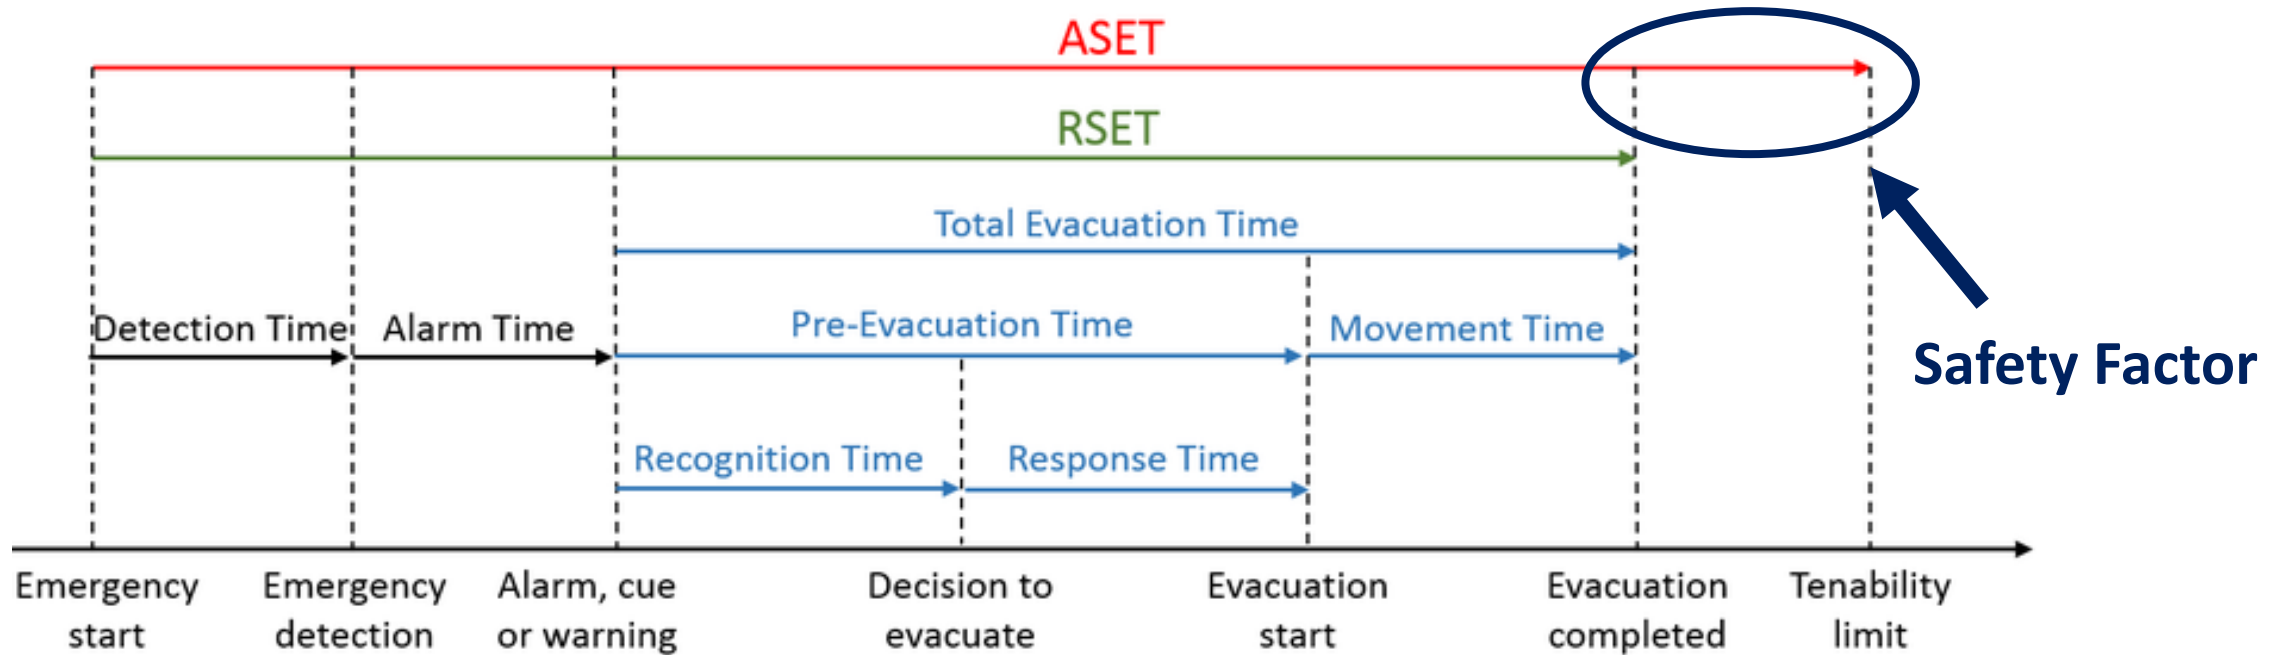 ASET
RSET
Total Evacuation Time
Detection Time
Alarm Time
Pre-Evacuation Time
Movement Time
Safety Factor
Recognition Time
Response Time
Emergency
start
Emergency
detection
Alarm, cue
or warning
Decision to
evacuate
Evacuation
start
Evacuation
completed
Tenability
limit